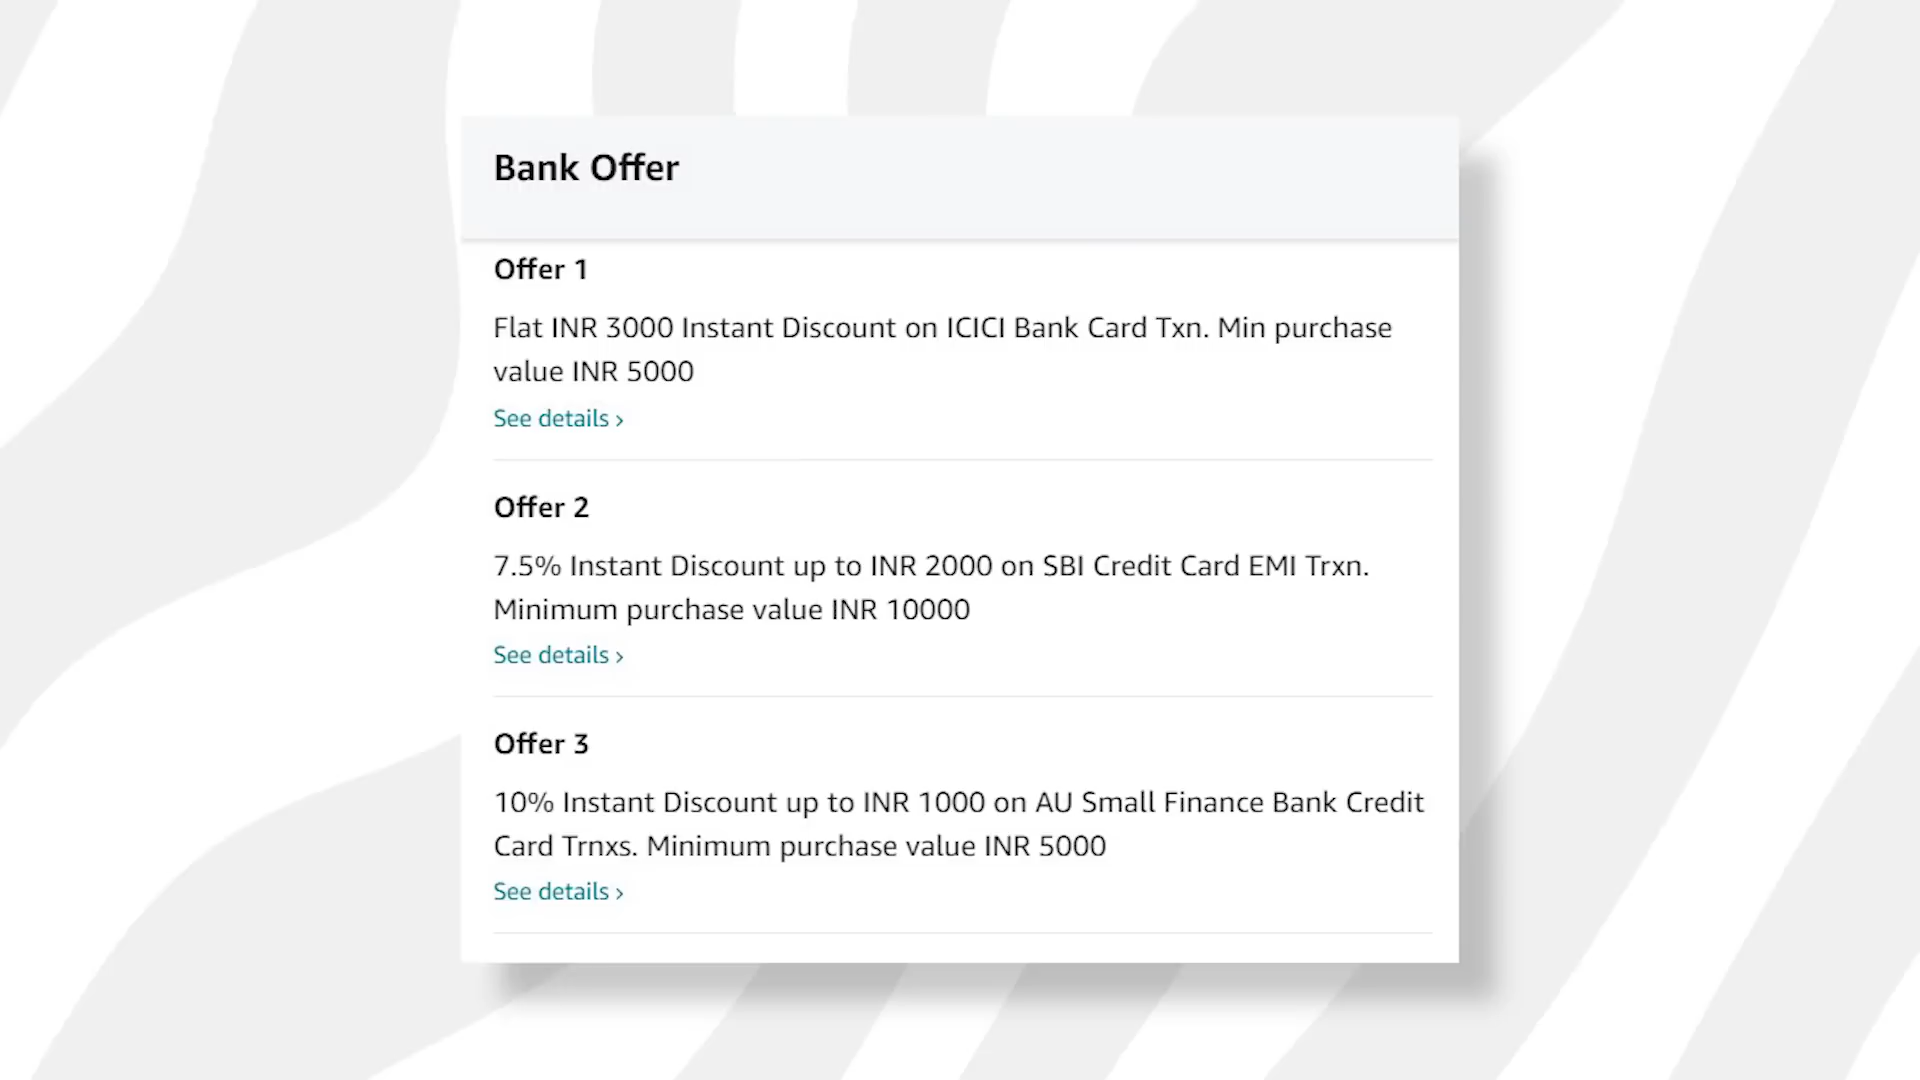 Bank Offer
Offer 1
Flat INR 3000 Instant Discount on ICICI Bank Card Txn. Min purchase
value INR 5000
See details ›
Offer 2
7.5% Instant Discount up to INR 2000 on SBI Credit Card EMI Trxn.
Minimum purchase value INR 10000
See details ›
Offer 3
10% Instant Discount up to INR 1000 on AU Small Finance Bank Credit
Card Trnxs. Minimum purchase value INR 5000
See details ›